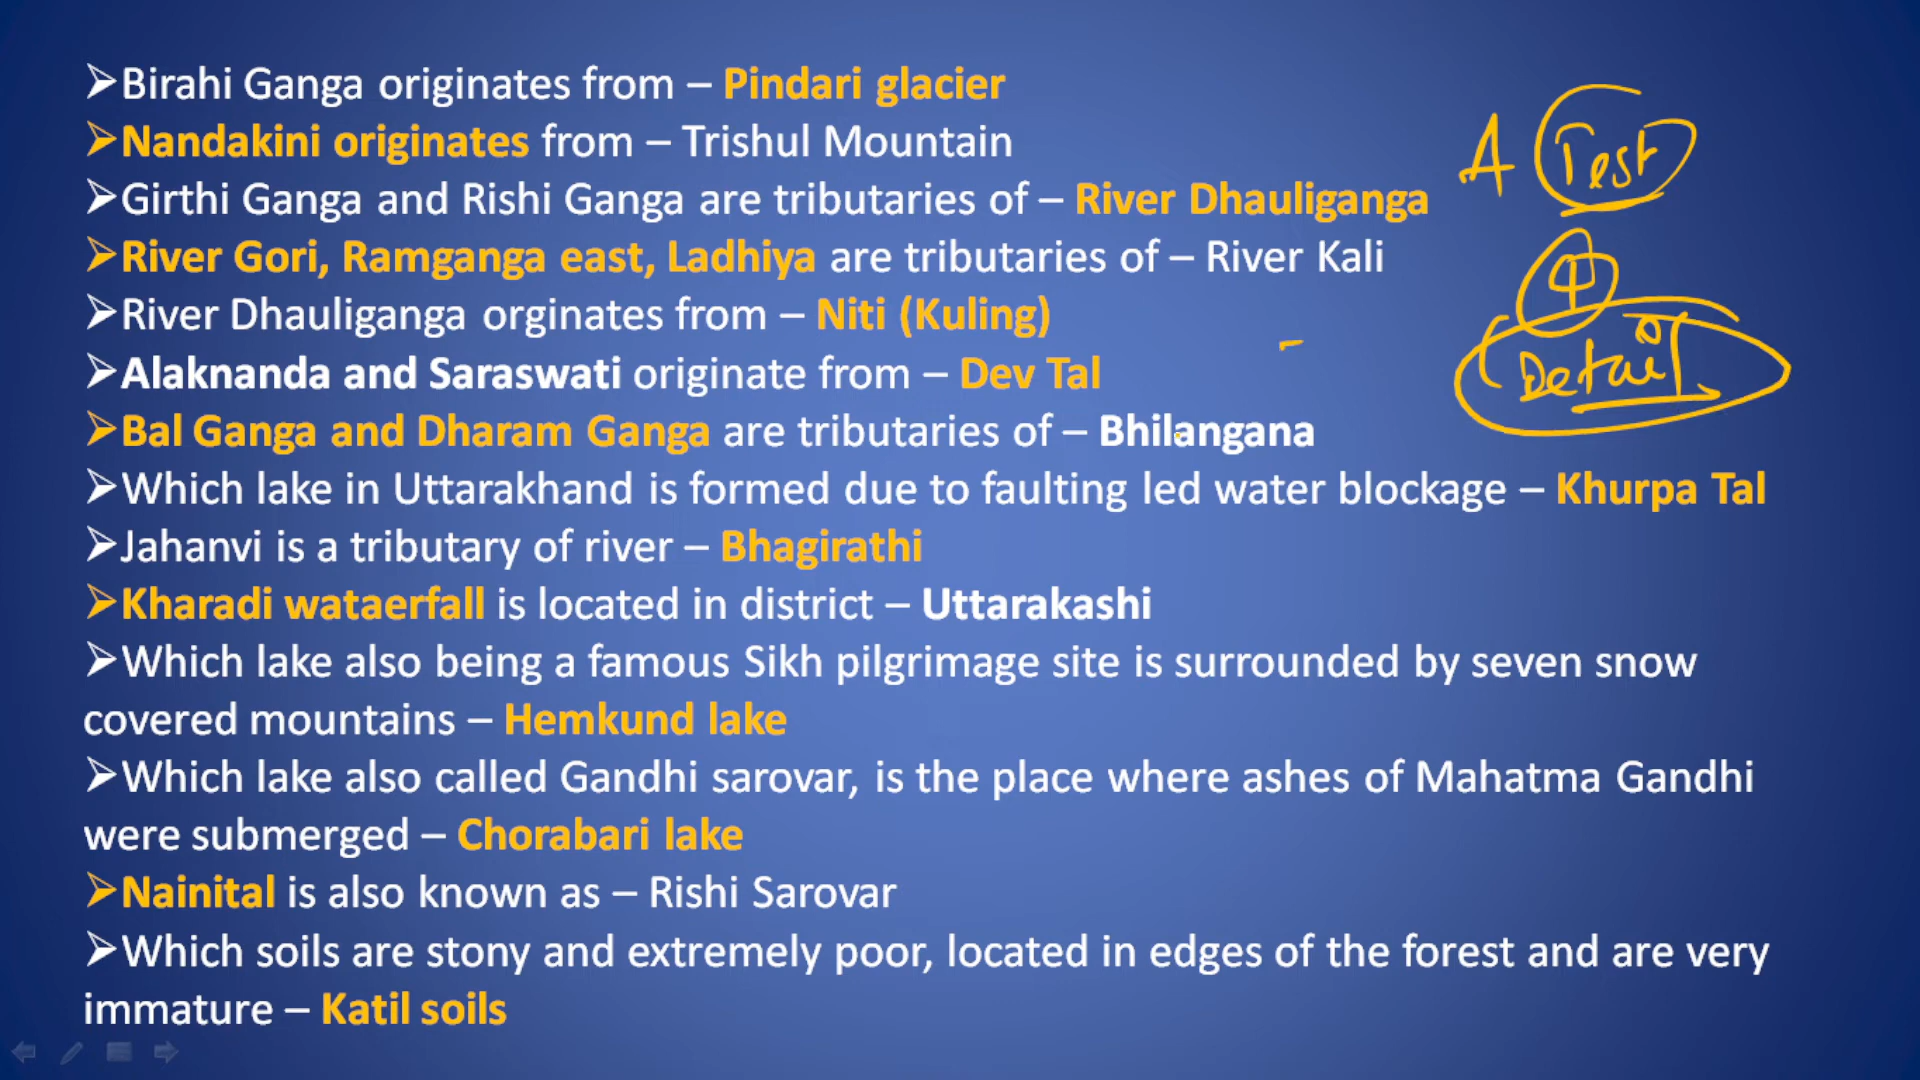 ➢Birahi Ganga originates from – Pindari glacier
➢Nandakini originates from – Trishul Mountain
➢Girthi Ganga and Rishi Ganga are tributaries of – River Dhauliganga
➢River Gori, Ramganga east, Ladhiya are tributaries of – River Kali
➢River Dhauliganga orginates from – Niti (Kuling)
➢Alaknanda and Saraswati originate from – Dev Tal
➢Bal Ganga and Dharam Ganga are tributaries of – Bhilangana
➢Which lake in Uttarakhand is formed due to faulting led water blockage – Khurpa Tal
➢Jahanvi is a tributary of river – Bhagirathi
➢Kharadi wataerfall is located in district – Uttarakashi
➢Which lake also being a famous Sikh pilgrimage site is surrounded by seven snow
covered mountains – Hemkund lake
➢Which lake also called Gandhi sarovar, is the place where ashes of Mahatma Gandhi
were submerged – Chorabari lake
➢Nainital is also known as – Rishi Sarovar
➢Which soils are stony and extremely poor, located in edges of the forest and are very
immature – Katil soils
A Test
Detail